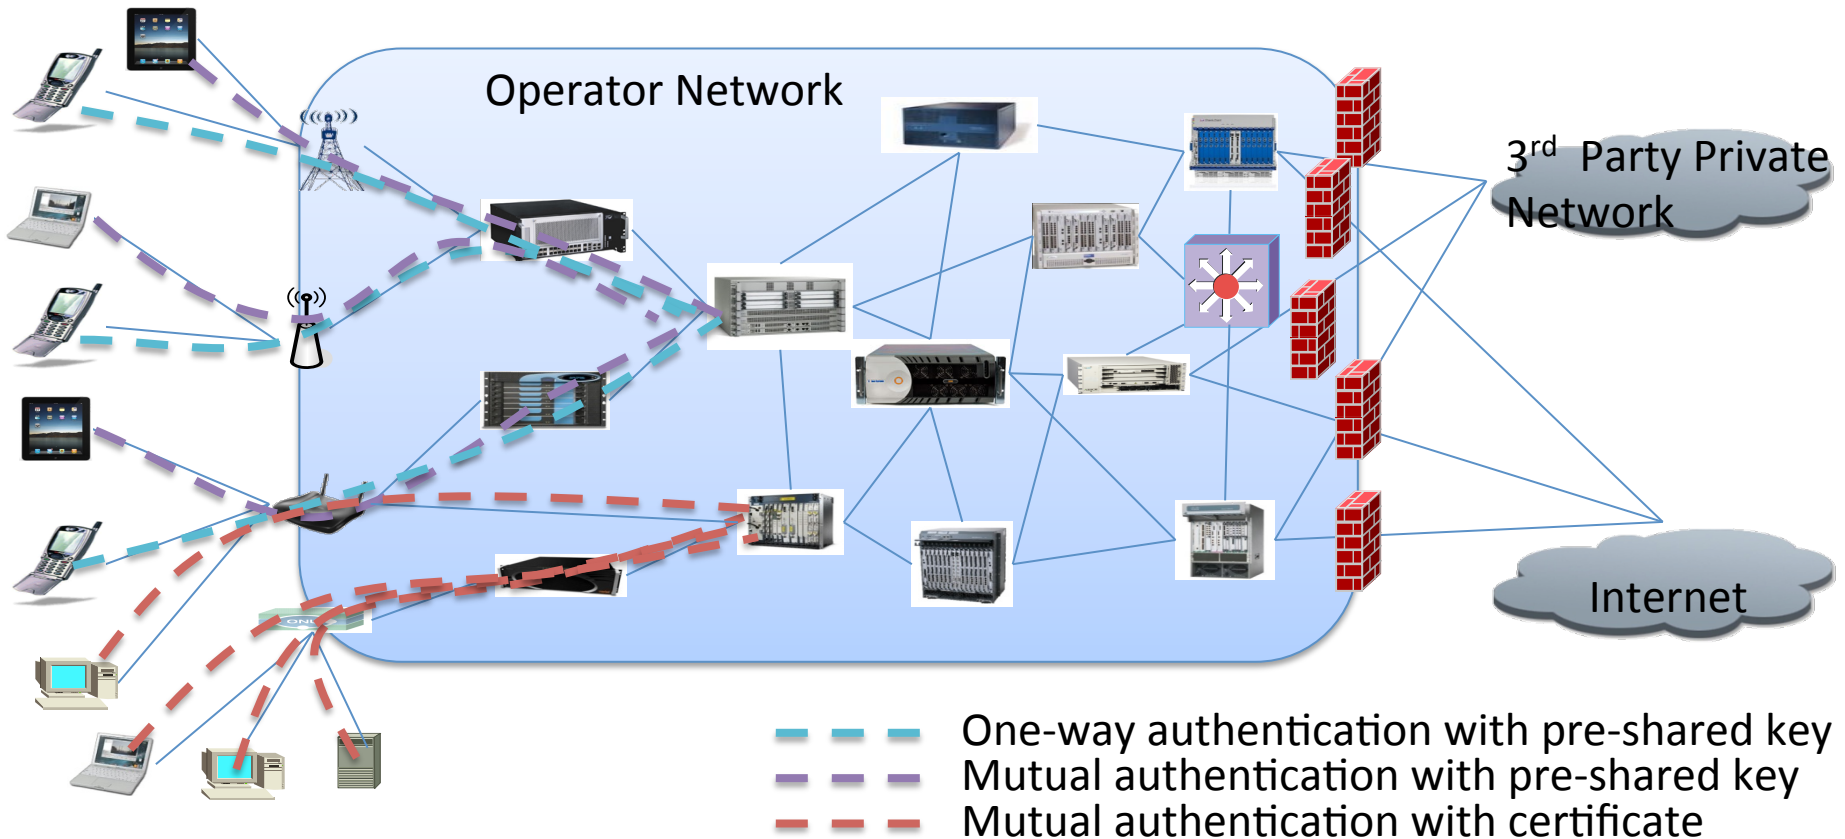 Operator Network
3rd Party Private
Network
Internet
One-way authentication with pre-shared key
Mutual authentication with pre-shared key
Mutual authentication with certificate